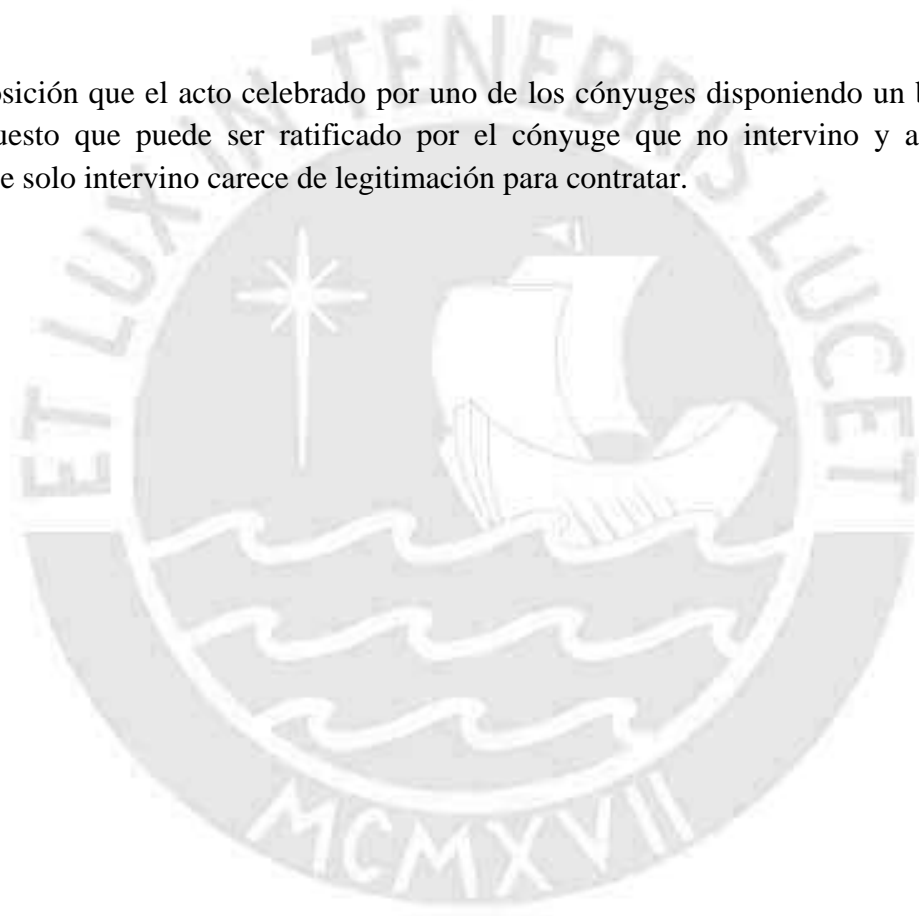 osición que el acto celebrado por uno de los cónyuges disponiendo un
uesto que puede ser ratificado por el cónyuge que no intervino y
e solo intervino carece de legitimación para contratar.
ET LUX IN TENEBRIS LUCET
MCMXVII